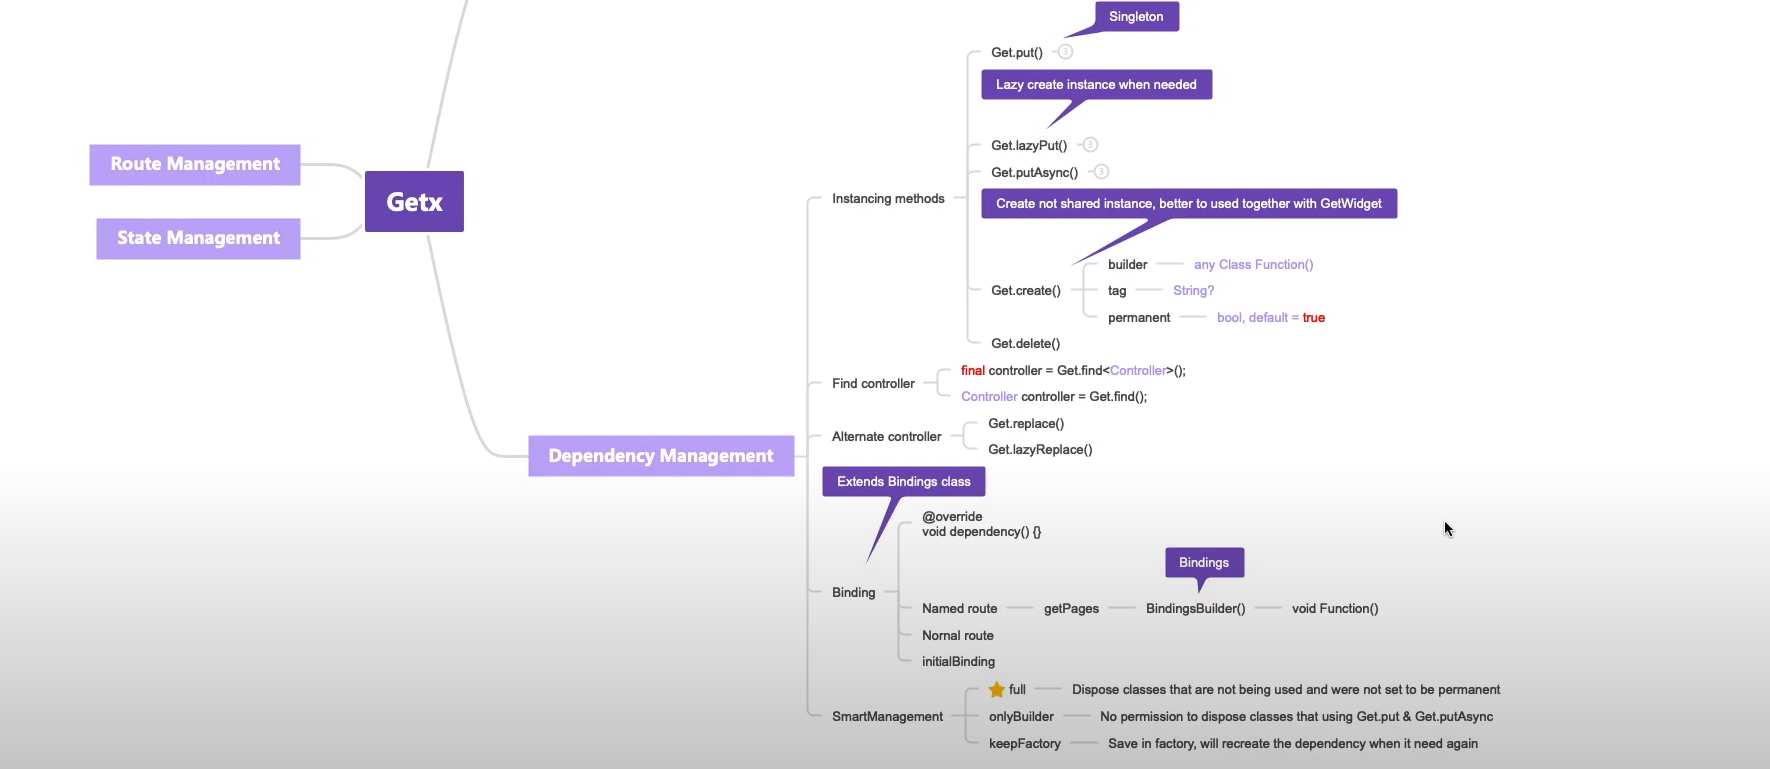 Singleton
Get.put() 3
Lazy create instance when needed
Route Management
Getx
State Management
Get.lazyPut() 3
Get.putAsync() 3
Instancing methods
Create not shared instance, better to used together with GetWidget
builder any Class Function()
Get.create() tag String?
permanent bool, default = true
Get.delete()
Find controller
final controller = Get.find<Controller>();
Controller controller = Get.find();
Alternate controller
Get.replace()
Get.lazyReplace()
Dependency Management
Extends Bindings class
@override
void dependency() {}
Bindings
Binding
Named route getPages BindingsBuilder() void Function()
Nornal route
initialBinding
SmartManagement
full Dispose classes that are not being used and were not set to be permanent
onlyBuilder No permission to dispose classes that using Get.put & Get.putAsync
keepFactory Save in factory, will recreate the dependency when it need again